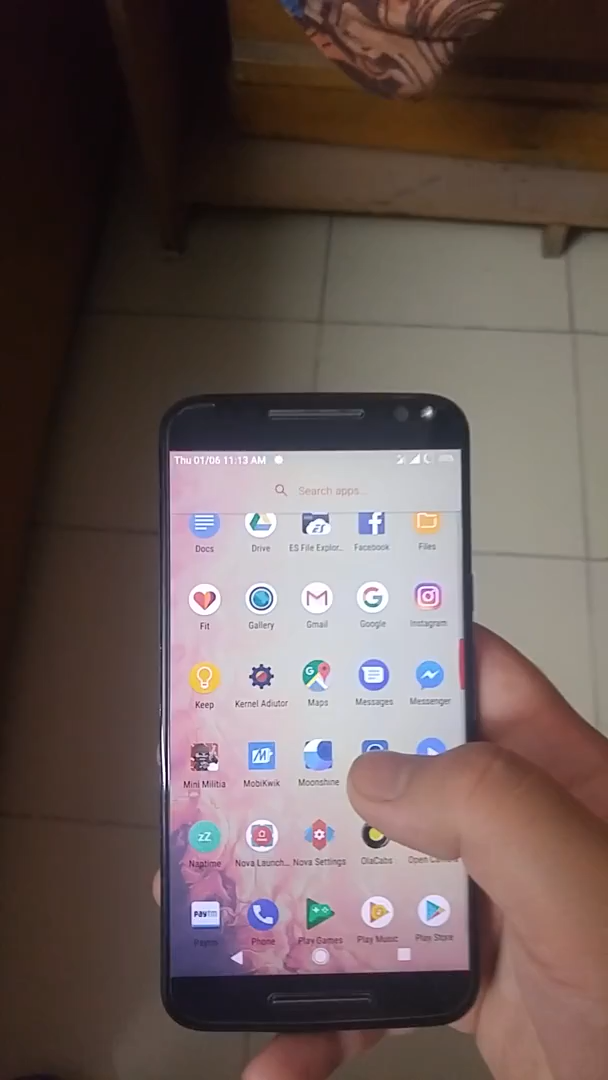 Thu 01/06 11:13 AM
Search apps...
Docs Drive ES File Explor... Facebook Files
Fit Gallery Gmail Google Instagram
Keep Kernel Adiutor Maps Messages Messenger
Mini Militia MobiKwik Moonshine
Naptime Nova Launch... Nova Settings OlaCabs Open
Paytm Phone Play Games Play Music Play Store